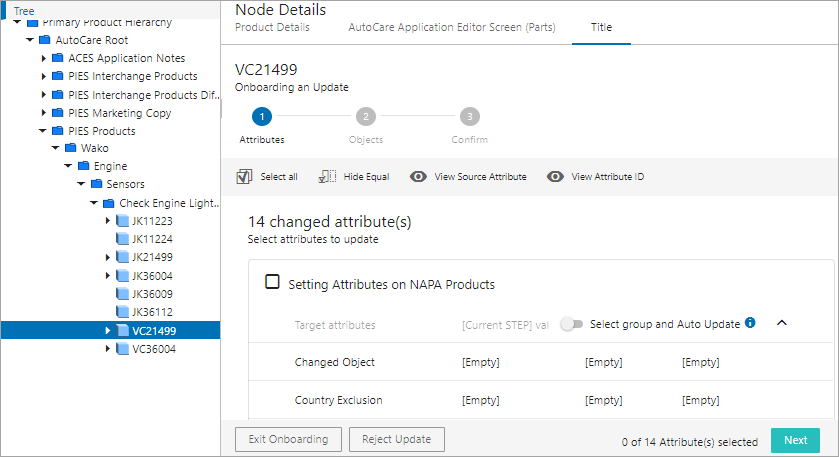 Tree
Primary Product Hierarchy
AutoCare Root
ACES Application Notes
PIES Interchange Products
PIES Interchange Products Dif...
PIES Marketing Copy
PIES Products
Wako
Engine
Sensors
Check Engine Light...
JK11223
JK11224
JK21499
JK36004
JK36009
JK36112
VC21499
VC36004
Node Details
Product Details AutoCare Application Editor Screen (Parts) Title
VC21499
Onboarding an Update
1 2 3
Attributes Objects Confirm
Select all Hide Equal View Source Attribute View Attribute ID
14 changed attribute(s)
Select attributes to update
Setting Attributes on NAPA Products
Target attributes [Current STEP] val Select group and Auto Update
Changed Object [Empty] [Empty] [Empty]
Country Exclusion [Empty] [Empty] [Empty]
Exit Onboarding Reject Update 0 of 14 Attribute(s) selected Next